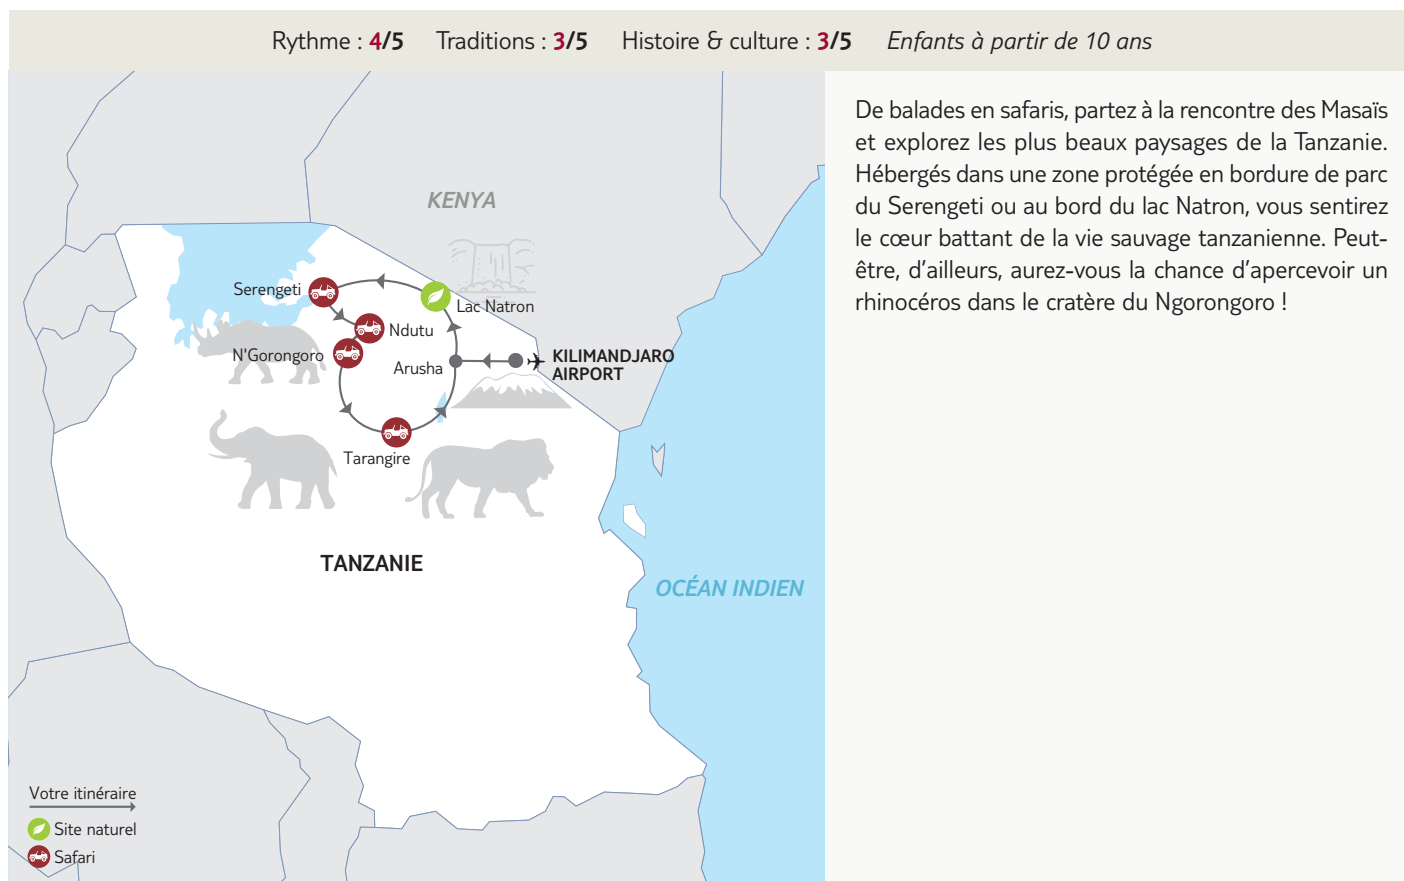 Rythme : 4/5 Traditions : 3/5 Histoire & culture : 3/5 Enfants à partir de 10 ans
De balades en safaris, partez à la rencontre des Masaïs
et explorez les plus beaux paysages de la Tanzanie.
Hébergés dans une zone protégée en bordure de parc
du Serengeti ou au bord du lac Natron, vous sentirez
le cœur battant de la vie sauvage tanzanienne. Peut-
être, d'ailleurs, aurez-vous la chance d'apercevoir un
rhinocéros dans le cratère du Ngorongoro !
KENYA
Serengeti
Lac Natron
Ndutu
N'Gorongoro
Arusha
KILIMANDJARO
AIRPORT
Tarangire
TANZANIE
OCÉAN INDIEN
Votre itinéraire
Site naturel
Safari